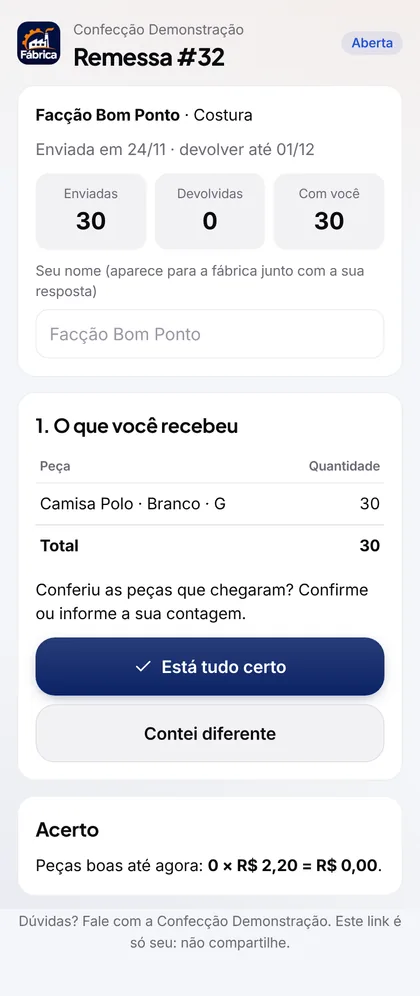 Fábrica
Confecção Demonstração
Remessa #32
Aberta
Facção Bom Ponto · Costura
Enviada em 24/11 · devolver até 01/12
Enviadas Devolvidas Com você
30 0 30
Seu nome (aparece para a fábrica junto com a sua
resposta)
Facção Bom Ponto
1. O que você recebeu
Peça Quantidade
Camisa Polo · Branco · G 30
Total 30
Conferiu as peças que chegaram? Confirme
ou informe a sua contagem.
Está tudo certo
Contei diferente
Acerto
Peças boas até agora: 0 × R$ 2,20 = R$ 0,00.
Dúvidas? Fale com a Confecção Demonstração. Este link é
só seu: não compartilhe.